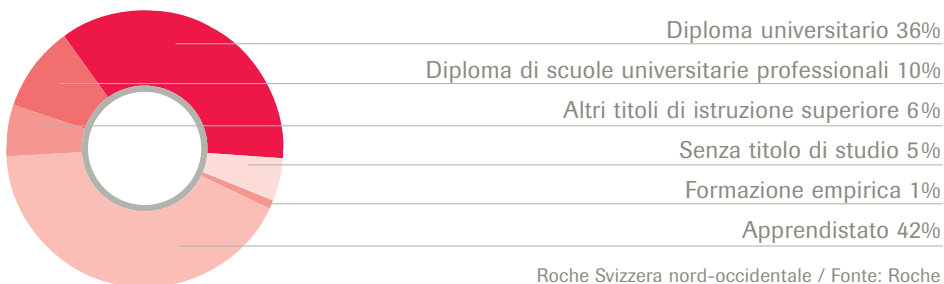 Diploma universitario 36%
Diploma di scuole universitarie professionali 10%
Altri titoli di istruzione superiore 6%
Senza titolo di studio 5%
Formazione empirica 1%
Apprendistato 42%
Roche Svizzera nord-occidentale / Fonte: Roche